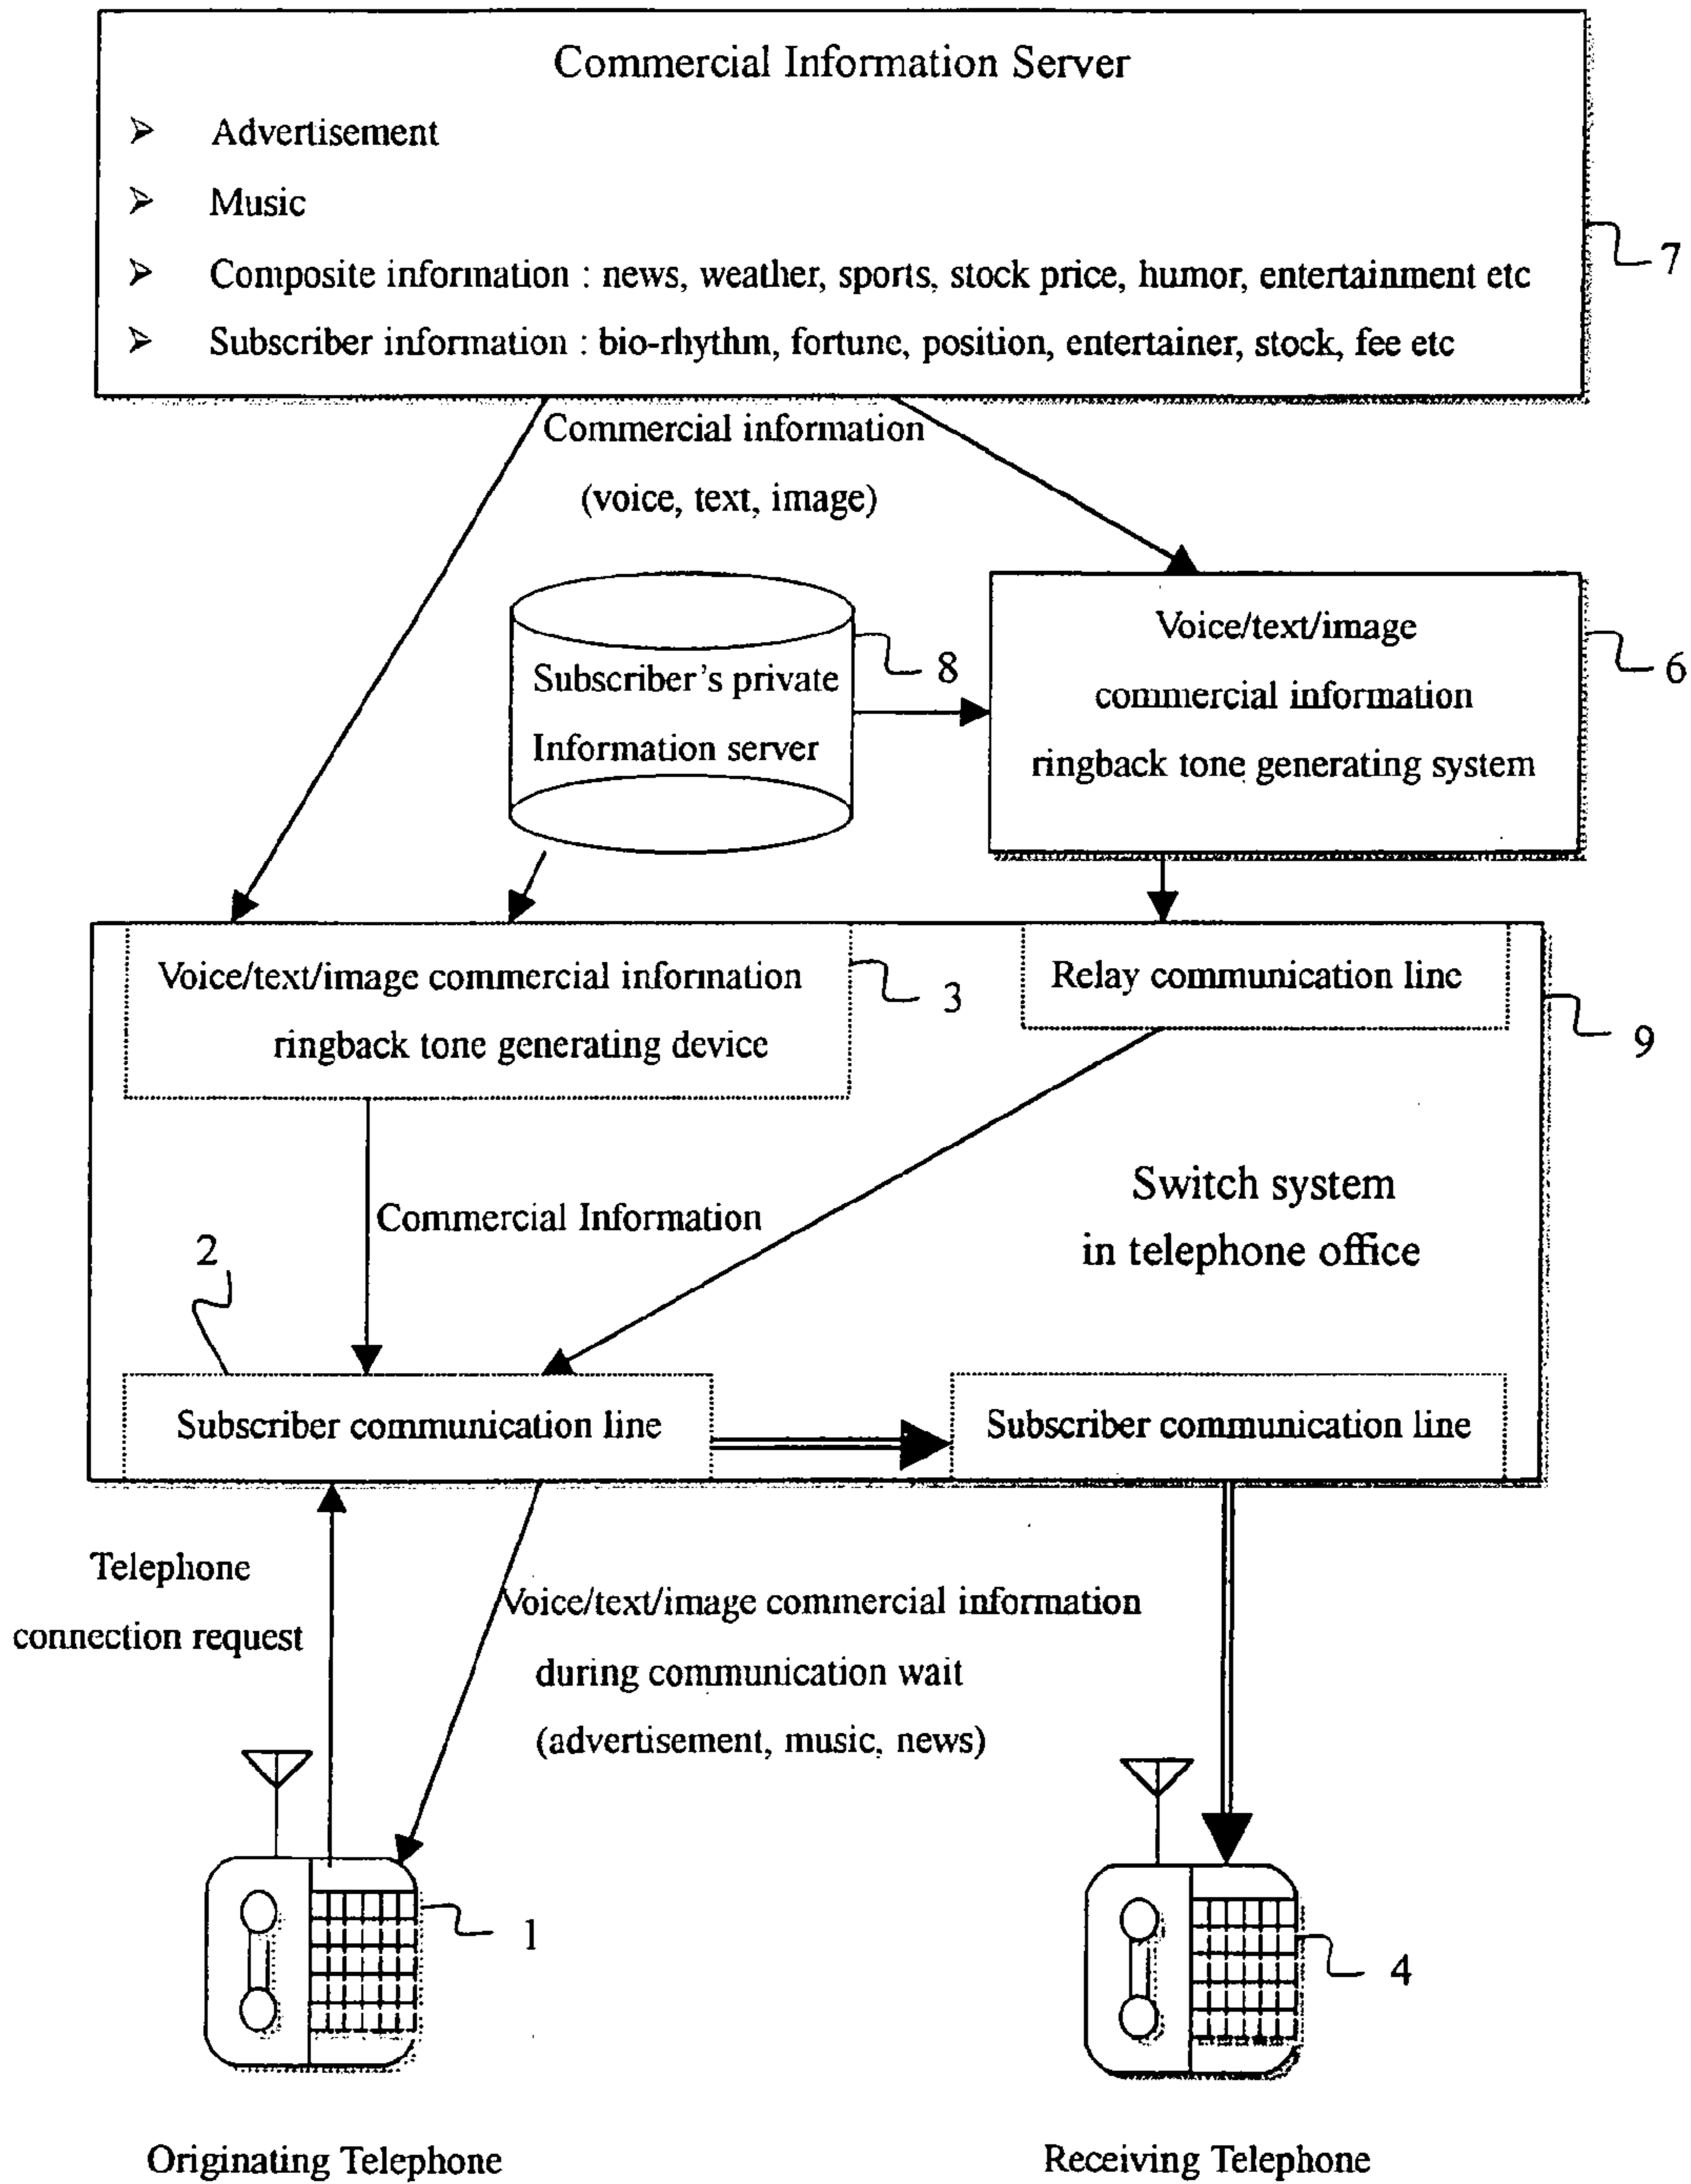 Commercial Information Server
➢ Advertisement
➢ Music
➢ Composite information : news, weather, sports, stock price, humor, entertainment etc
➢ Subscriber information : bio-rhythm, fortune, position, entertainer, stock, fee etc
7
Commercial information
(voice, text, image)
Subscriber's private
Information server
8
Voice/text/image
commercial information
ringback tone generating system
6
Voice/text/image commercial information
ringback tone generating device
3
Relay communication line
9
Switch system
in telephone office
Commercial Information
2
Subscriber communication line
Subscriber communication line
Telephone
connection request
Voice/text/image commercial information
during communication wait
(advertisement, music, news)
1
4
Originating Telephone
Receiving Telephone